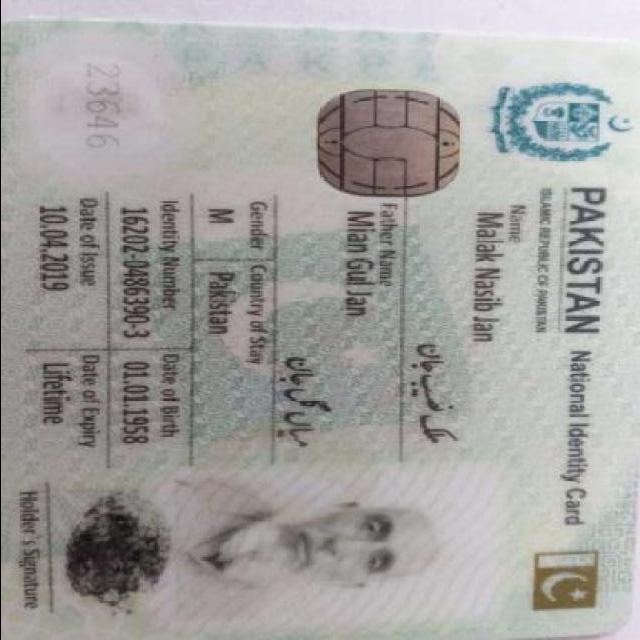 PAKISTAN National Identity Card
ISLAMIC REPUBLIC OF PAKISTAN
Name
Malak Nasib Jan
ملک نصیب جان
Father Name
Mian Gul Jan
میاں گل جان
Gender Country of Stay
M Pakistan
Identity Number Date of Birth
16202-0486390-3 01.01.1958
Date of Issue Date of Expiry
10.04.2019 Lifetime
Holder's Signature
23646